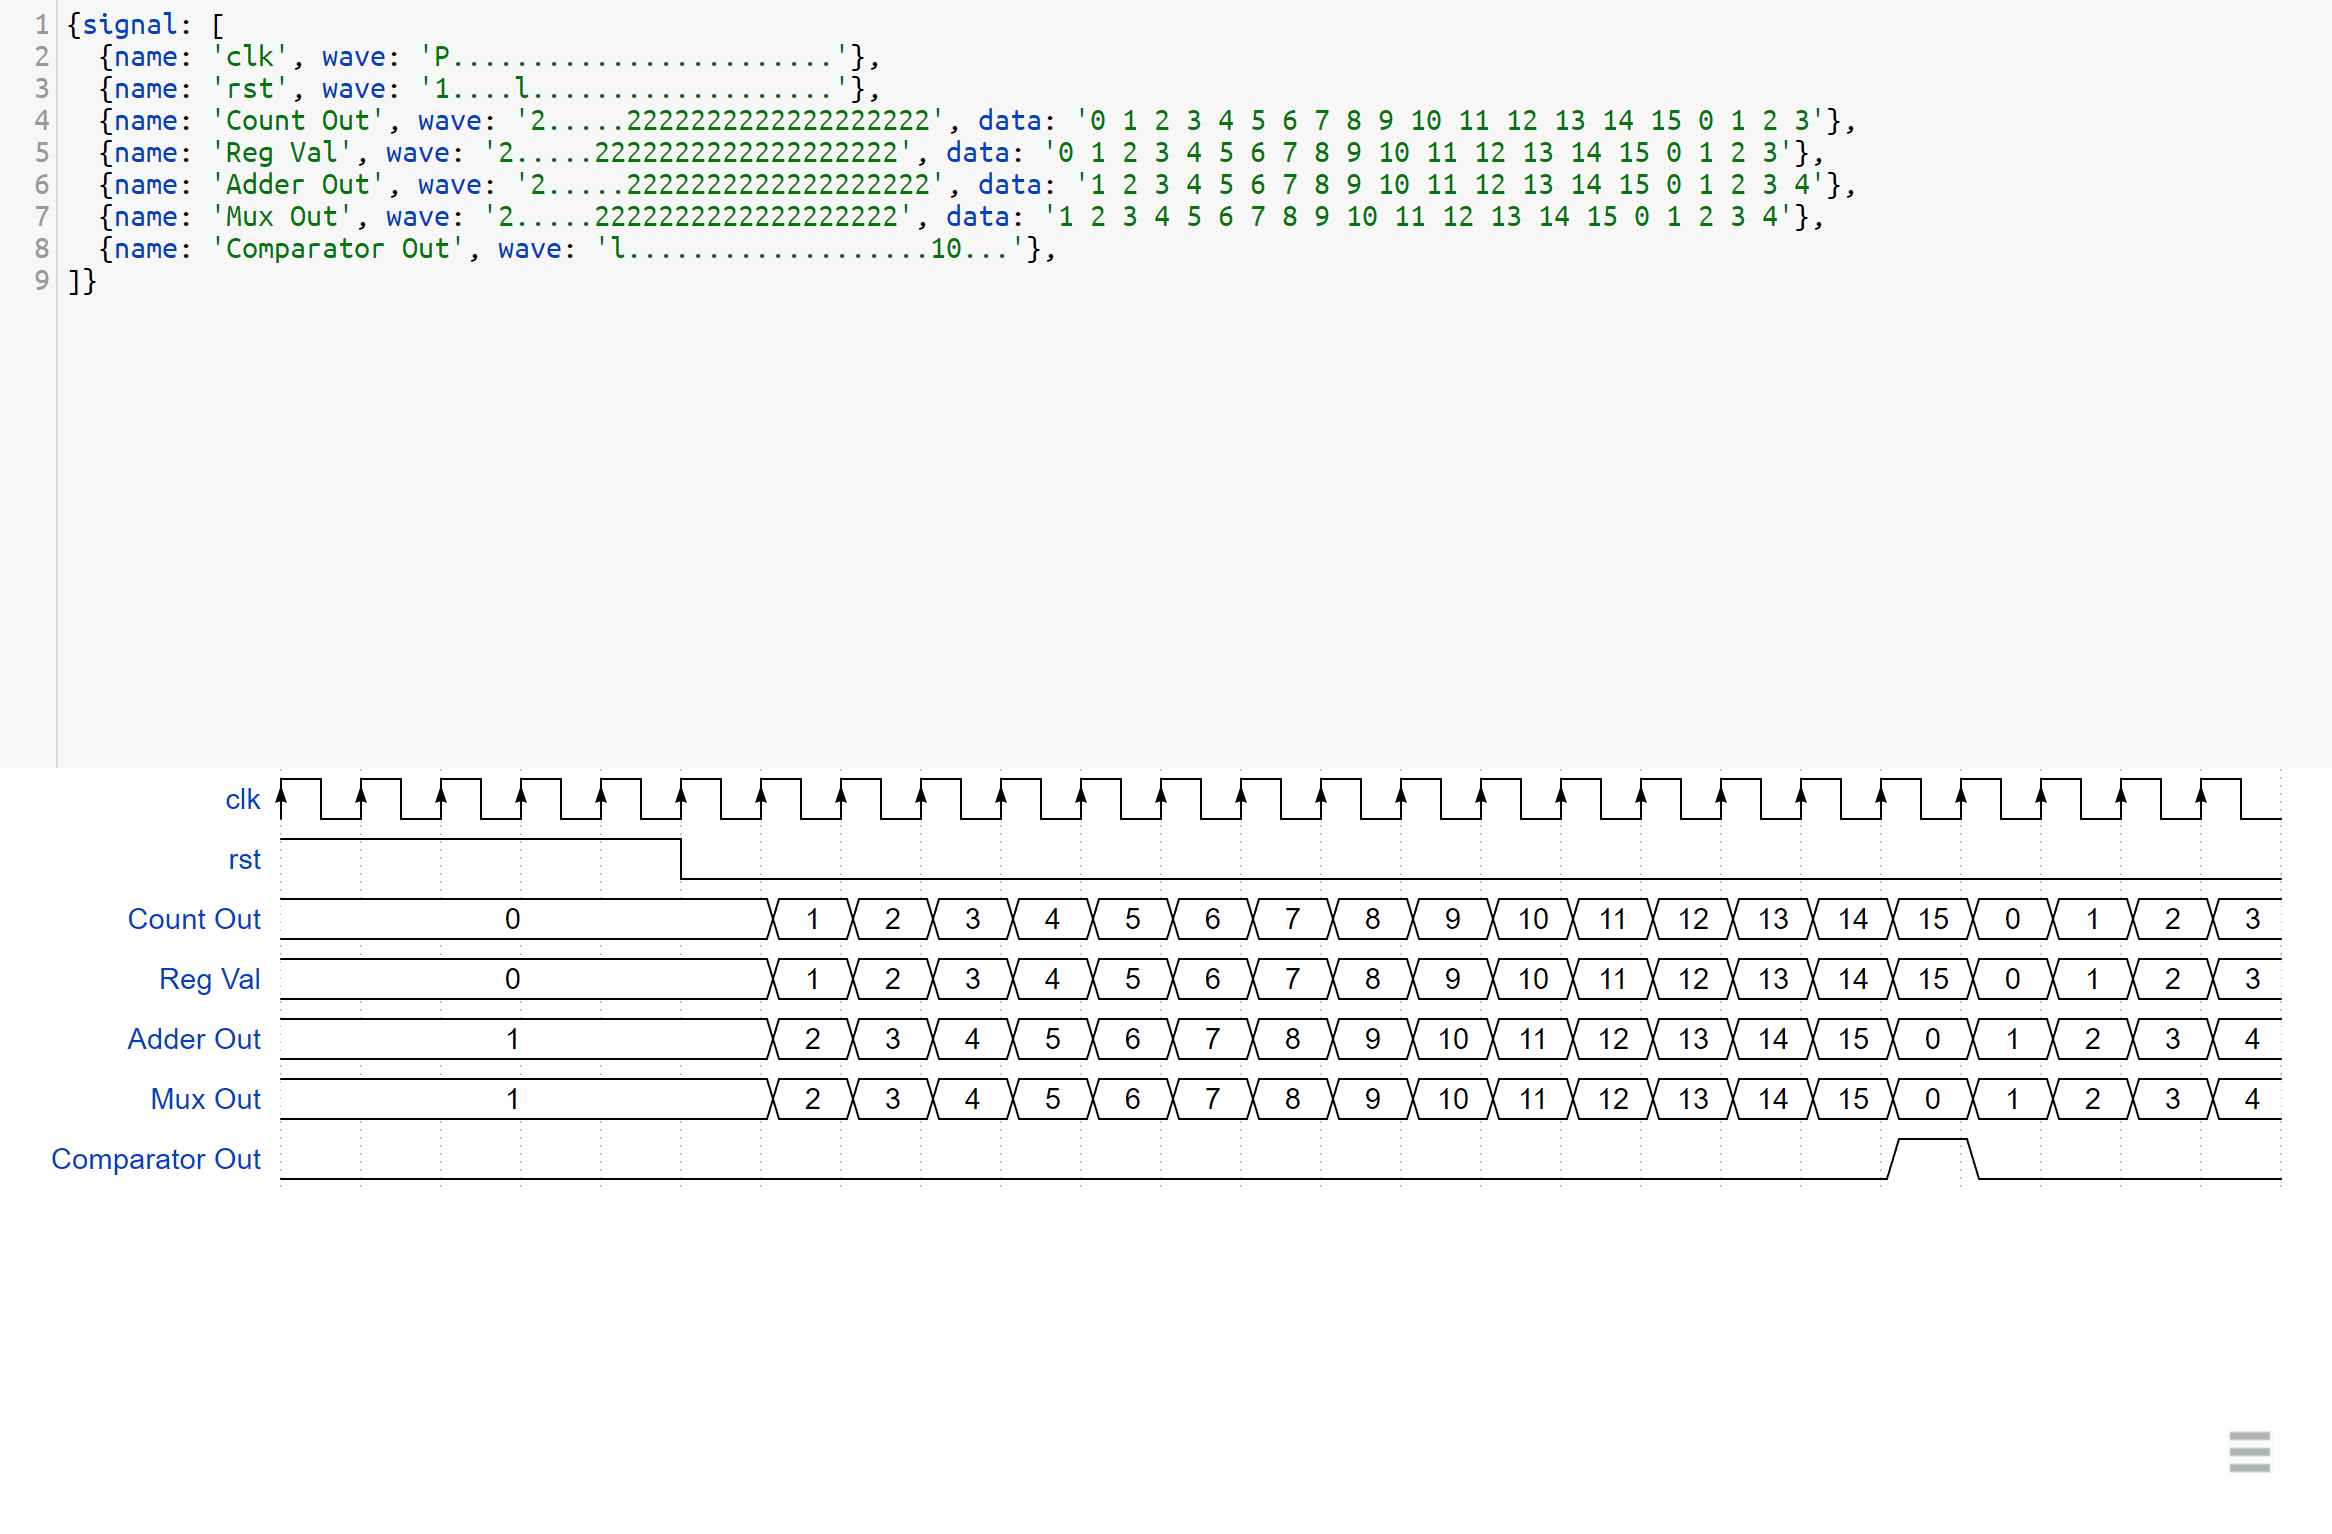 1 {signal: [
2   {name: 'clk', wave: 'P........................'},
3   {name: 'rst', wave: '1....l...................'},
4   {name: 'Count Out', wave: '2.....2222222222222222222', data: '0 1 2 3 4 5 6 7 8 9 10 11 12 13 14 15 0 1 2 3'},
5   {name: 'Reg Val', wave: '2.....2222222222222222222', data: '0 1 2 3 4 5 6 7 8 9 10 11 12 13 14 15 0 1 2 3'},
6   {name: 'Adder Out', wave: '2.....2222222222222222222', data: '1 2 3 4 5 6 7 8 9 10 11 12 13 14 15 0 1 2 3 4'},
7   {name: 'Mux Out', wave: '2.....2222222222222222222', data: '1 2 3 4 5 6 7 8 9 10 11 12 13 14 15 0 1 2 3 4'},
8   {name: 'Comparator Out', wave: 'l...................10...'},
9 ]}
clk
rst
Count Out 0 1 2 3 4 5 6 7 8 9 10 11 12 13 14 15 0 1 2 3
Reg Val 0 1 2 3 4 5 6 7 8 9 10 11 12 13 14 15 0 1 2 3
Adder Out 1 2 3 4 5 6 7 8 9 10 11 12 13 14 15 0 1 2 3 4
Mux Out 1 2 3 4 5 6 7 8 9 10 11 12 13 14 15 0 1 2 3 4
Comparator Out